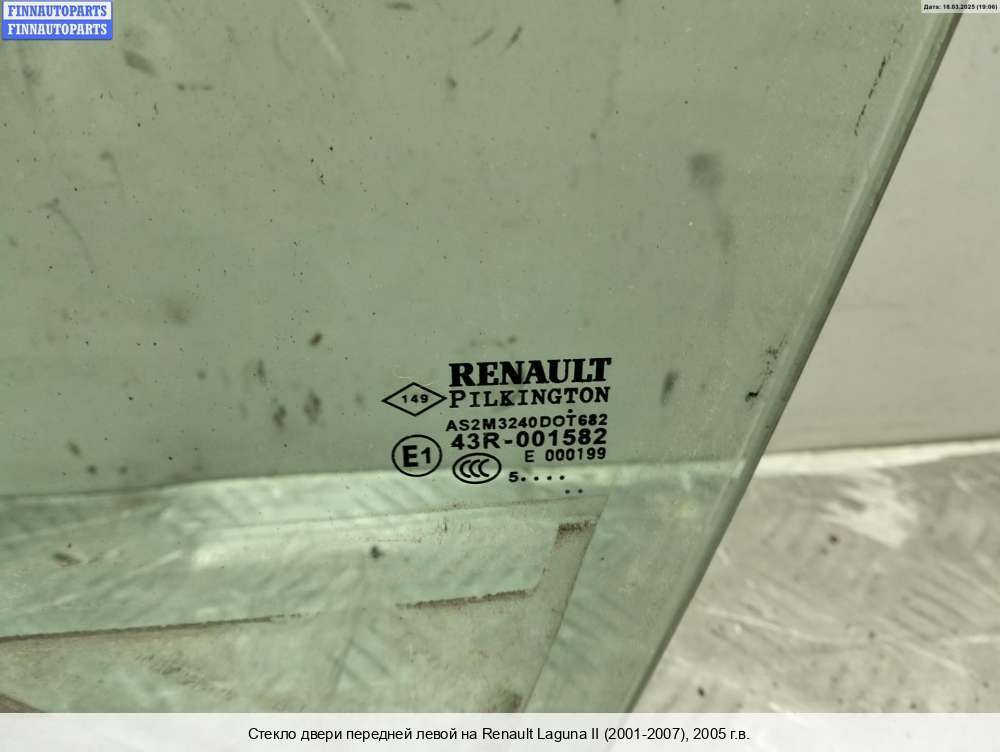 FINNAUTOPARTS
FINNAUTOPARTS
Дата: 18.03.2025 (19:06)
RENAULT
149 PILKINGTON
AS2M3240DOT682
43R-001582
E1
E 000199
CCC
5. . . .
. .
Стекло двери передней левой на Renault Laguna II (2001-2007), 2005 г.в.